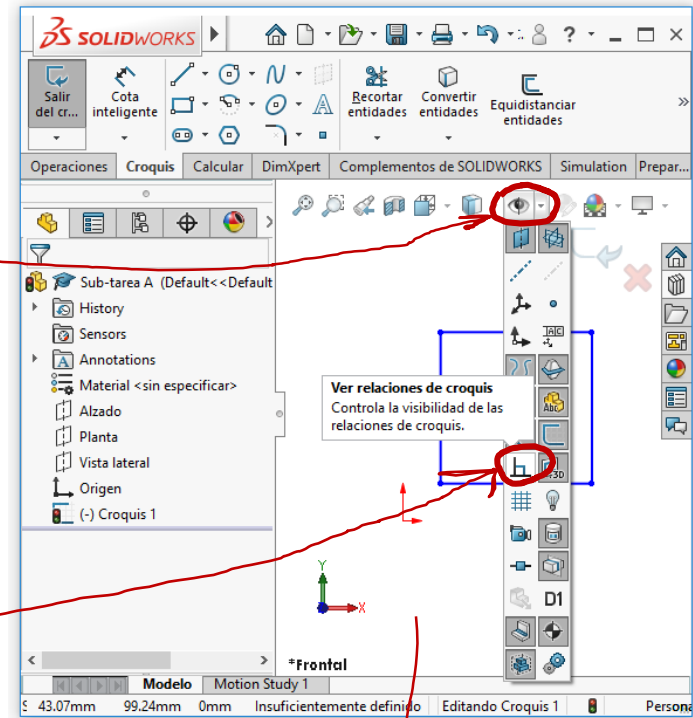 SOLIDWORKS
?
Salir
del cr...
Cota
inteligente
Recortar
entidades
Convertir
entidades
Equidistanciar
entidades
»
Operaciones Croquis Calcular DimXpert Complementos de SOLIDWORKS Simulation Prepar...
Sub-tarea A (Default<<Default
History
Sensors
Annotations
Material <sin especificar>
Alzado
Planta
Vista lateral
Origen
(-) Croquis 1
Ver relaciones de croquis
Controla la visibilidad de las
relaciones de croquis.
D1
Y
X
*Frontal
Modelo Motion Study 1
43.07mm 99.24mm 0mm Insuficientemente definido Editando Croquis 1 Persona